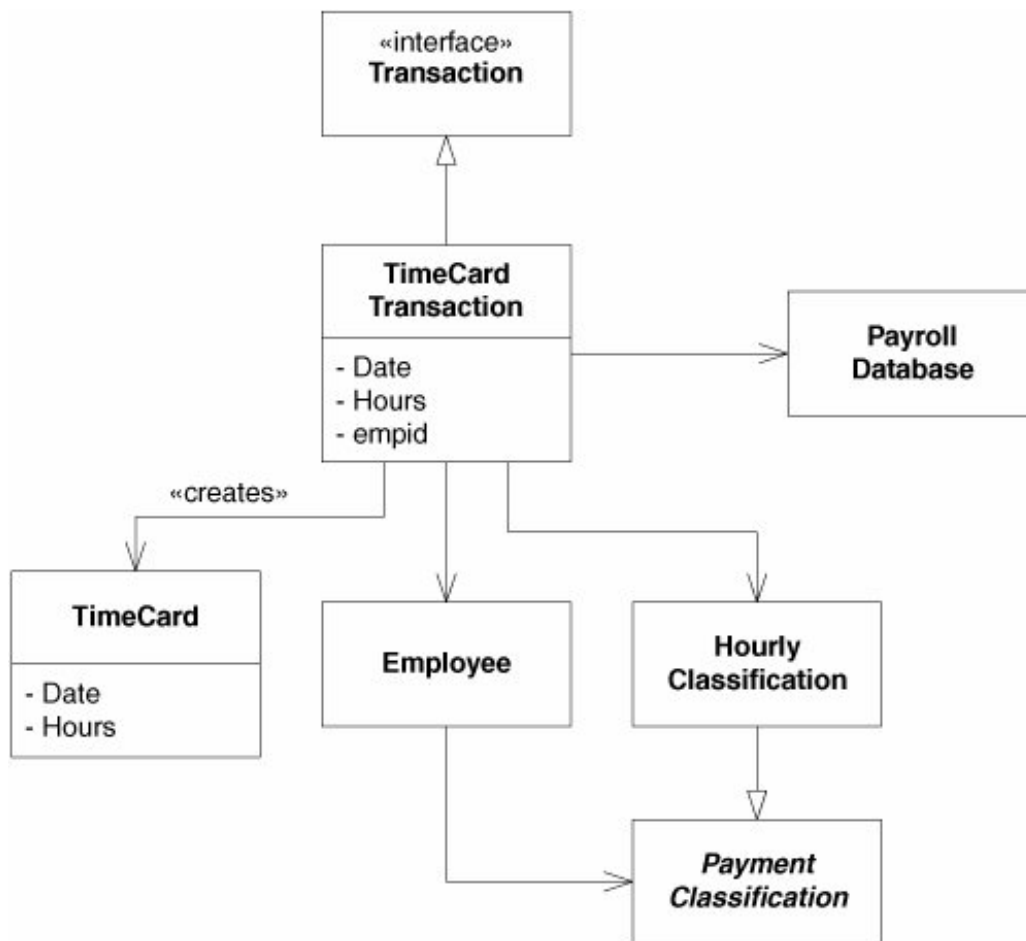 «interface»
Transaction
TimeCard
Transaction
- Date
- Hours
- empid
Payroll
Database
«creates»
TimeCard
- Date
- Hours
Employee
Hourly
Classification
Payment
Classification